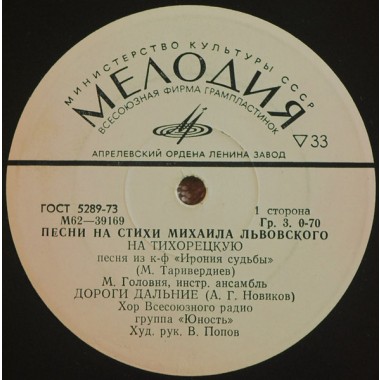 МИНИСТЕРСТВО КУЛЬТУРЫ СССР
МЕЛОДИЯ
ВСЕСОЮЗНАЯ ФИРМА ГРАМПЛАСТИНОК
▽33
АПРЕЛЕВСКИЙ ОРДЕНА ЛЕНИНА ЗАВОД
ГОСТ 5289-73
М62—39169
1 сторона
Гр. 3. 0-70
ПЕСНИ НА СТИХИ МИХАИЛА ЛЬВОВСКОГО
НА ТИХОРЕЦКУЮ
песня из к-ф «Ирония судьбы»
(М. Таривердиев)
М. Головня, инстр. ансамбль
ДОРОГИ ДАЛЬНИЕ (А. Г. Новиков)
Хор Всесоюзного радио
группа «Юность»
Худ. рук. В. Попов